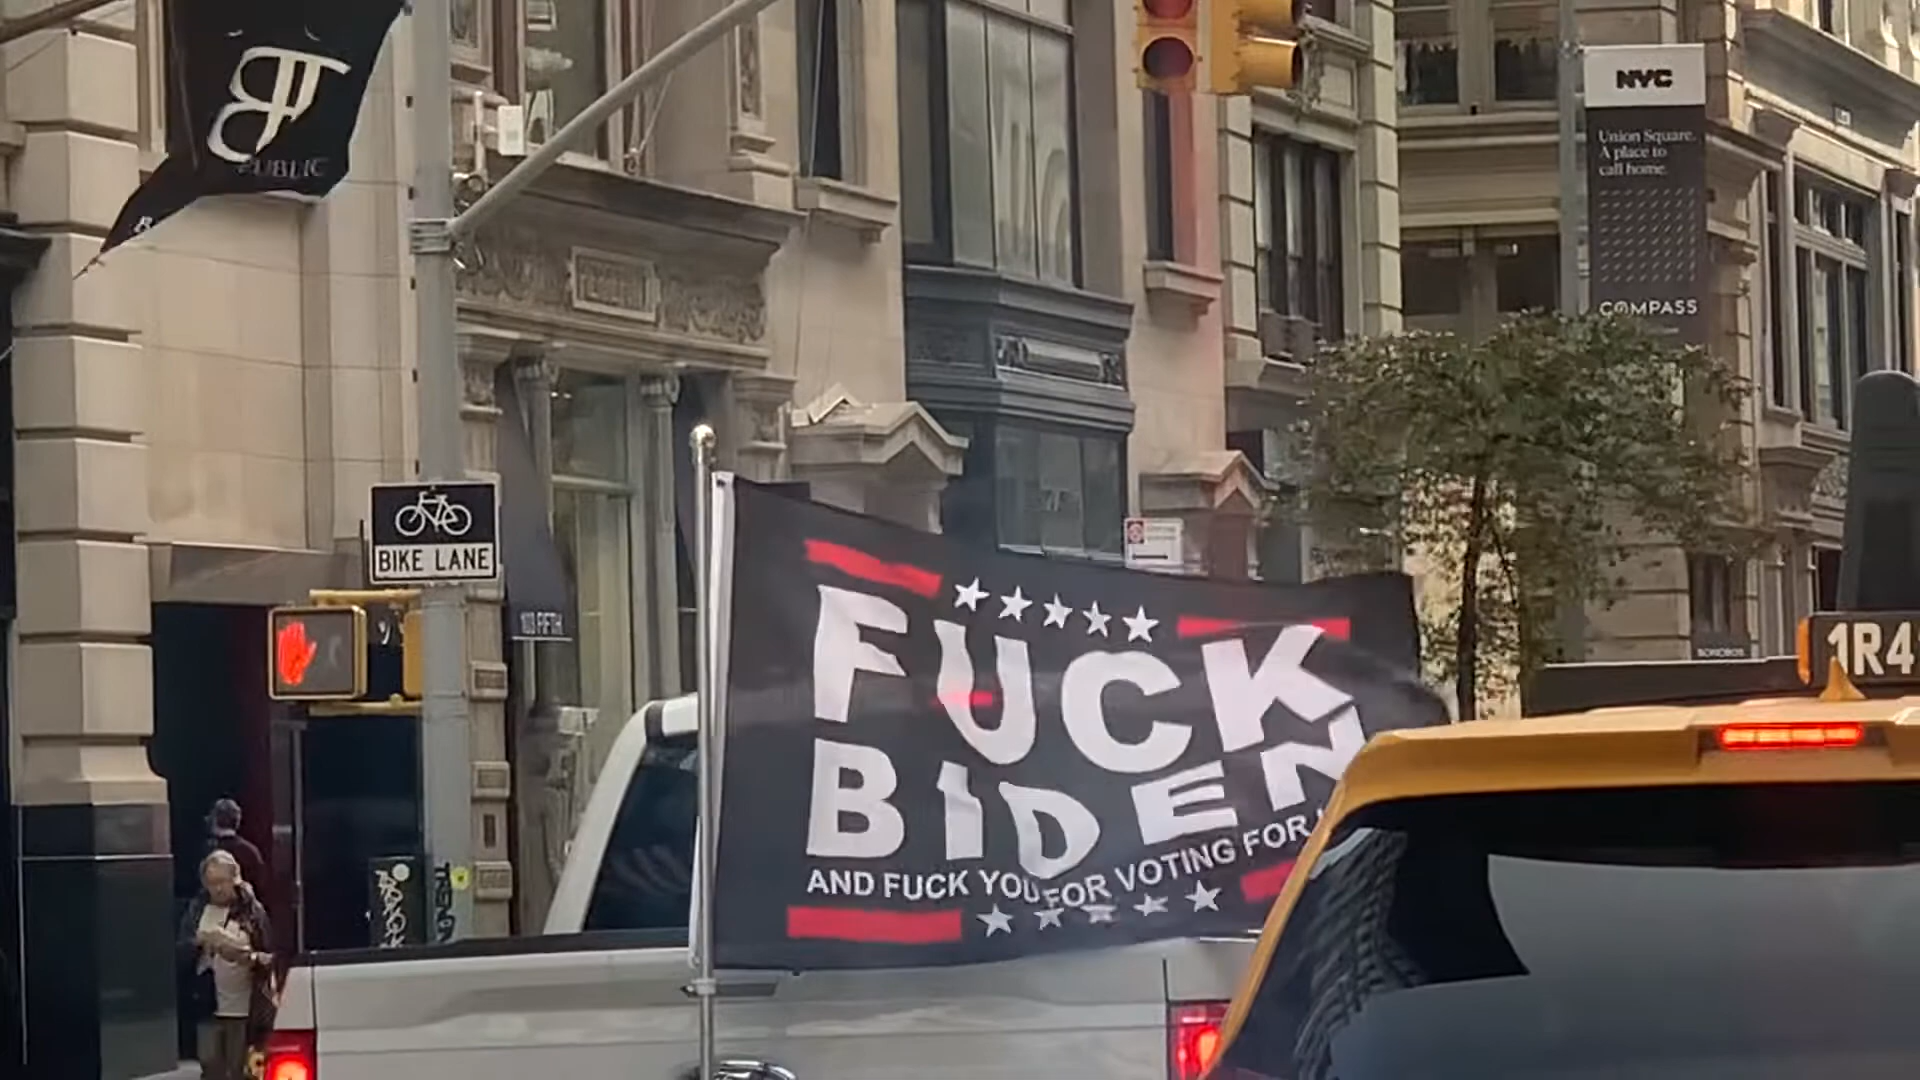 PUBLIC
NYC
Union Square.
A place to
call home.
COMPASS
BIKE LANE
103 FIFTH
1R4
FUCK
BIDEN
AND FUCK YOU FOR VOTING FOR